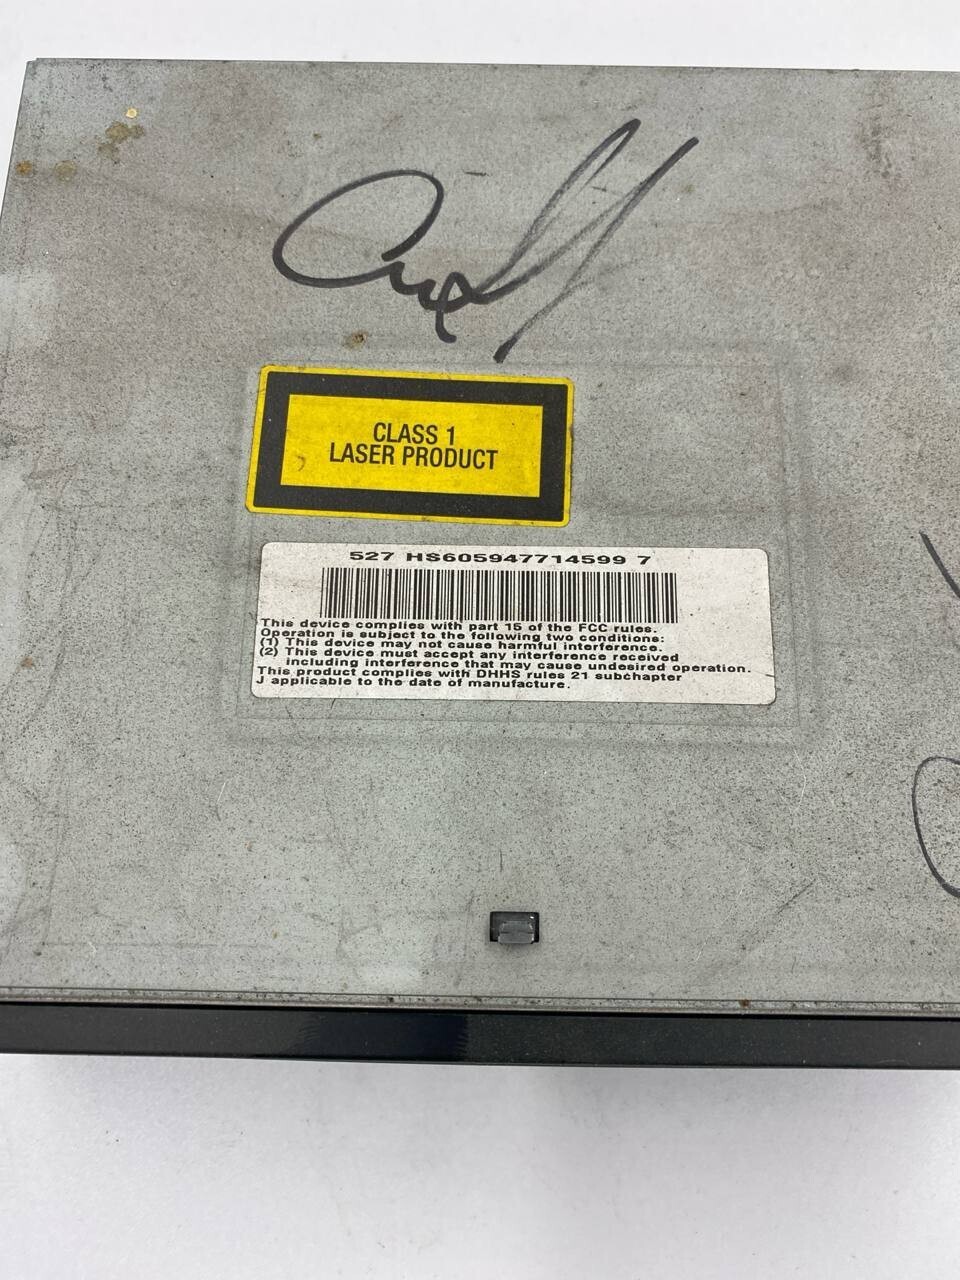 CLASS 1
LASER PRODUCT
527 HS605947714599 7
This device complies with part 15 of the FCC rules.
Operation is subject to the following two conditions:
(1) This device may not cause harmful interference.
(2) This device must accept any interference received
including interference that may cause undesired operation.
This product complies with DHHS rules 21 subchapter
J applicable to the date of manufacture.